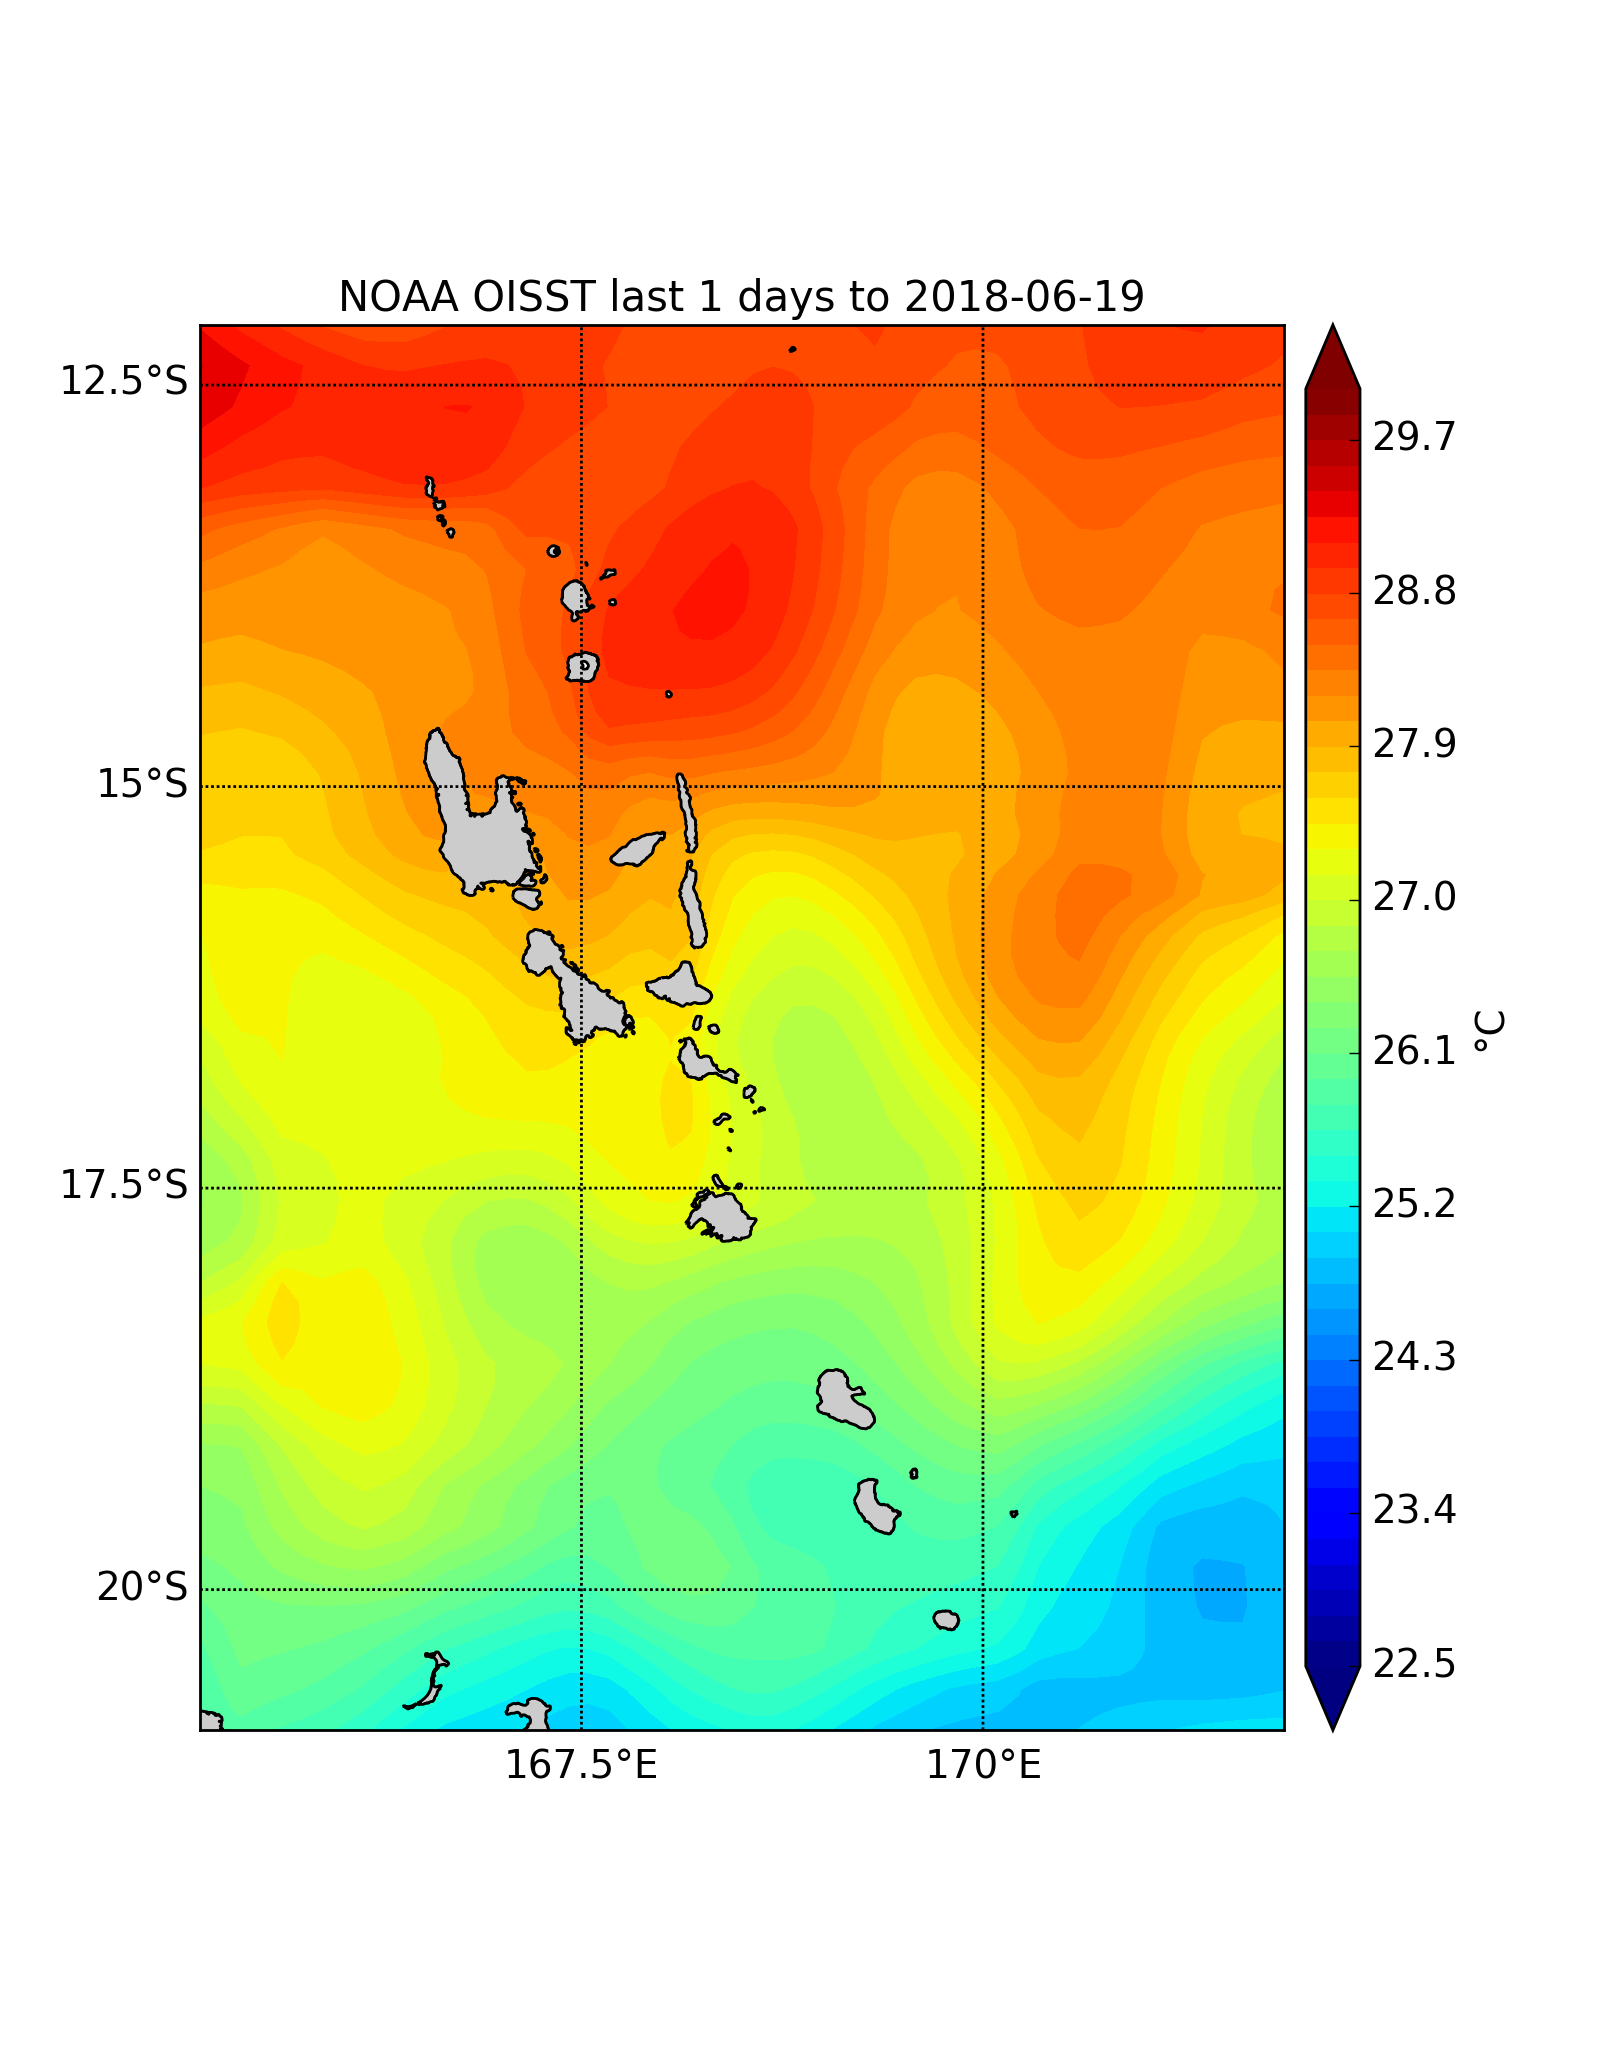 NOAA OISST last 1 days to 2018-06-19
12.5°S
15°S
17.5°S
20°S
167.5°E
170°E
29.7
28.8
27.9
27.0
26.1
25.2
24.3
23.4
22.5
°C